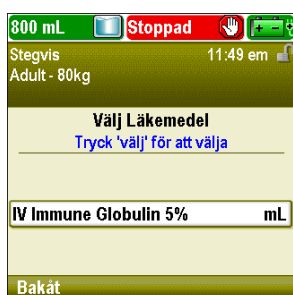 800 mL Stoppad
Stegvis 11:49 em
Adult - 80kg
Välj Läkemedel
Tryck 'välj' för att välja
IV Immune Globulin 5% mL
Bakåt